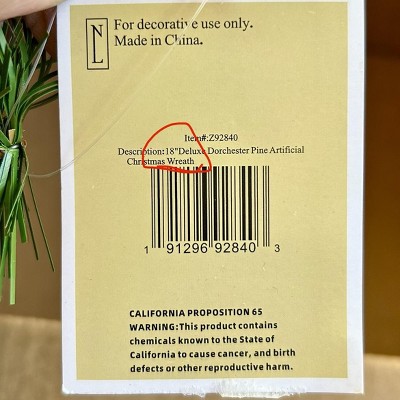 NL
For decorative use only.
Made in China.
Item#:Z92840
Description:18"Deluxe Dorchester Pine Artificial
Christmas Wreath
1 91296 92840 3
CALIFORNIA PROPOSITION 65
WARNING:This product contains
chemicals known to the State of
California to cause cancer, and birth
defects or other reproductive harm.